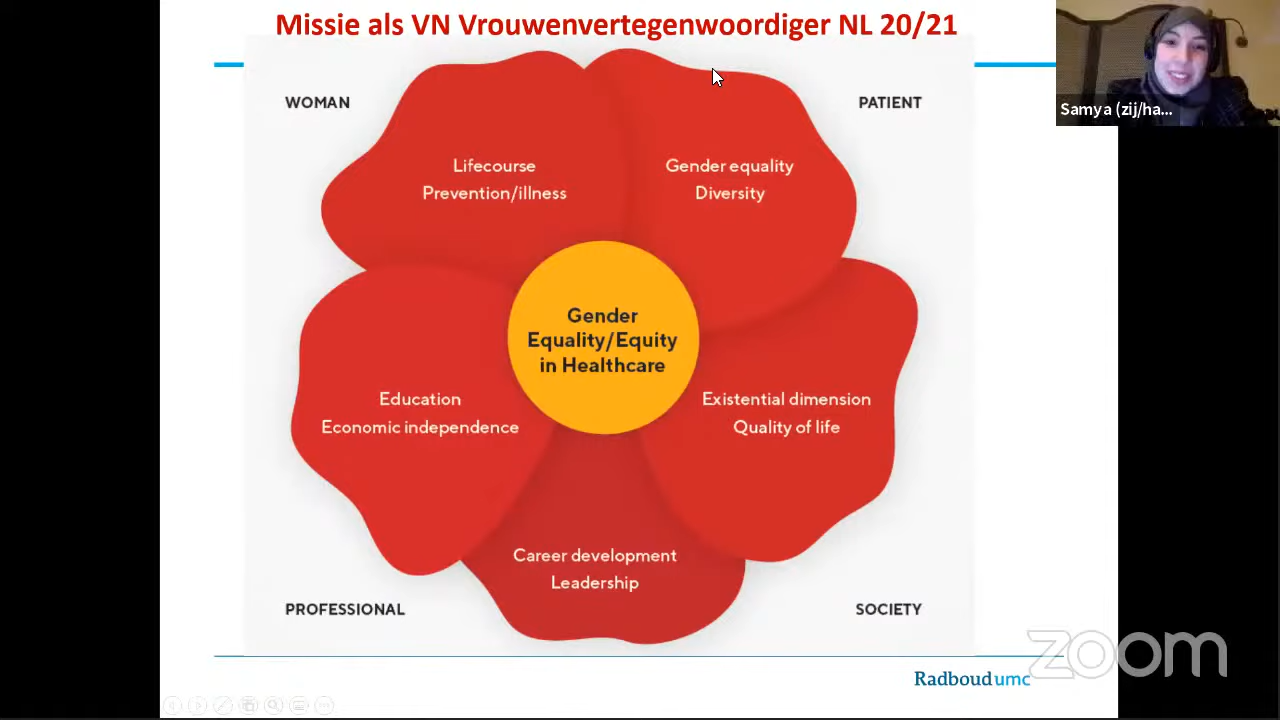 Missie als VN Vrouwenvertegenwoordiger NL 20/21
WOMAN
PATIENT
Samya (zij/ha...
Lifecourse
Prevention/illness
Gender equality
Diversity
Gender
Equality/Equity
in Healthcare
Education
Economic independence
Existential dimension
Quality of life
Career development
Leadership
PROFESSIONAL
SOCIETY
zoom
Radboudumc